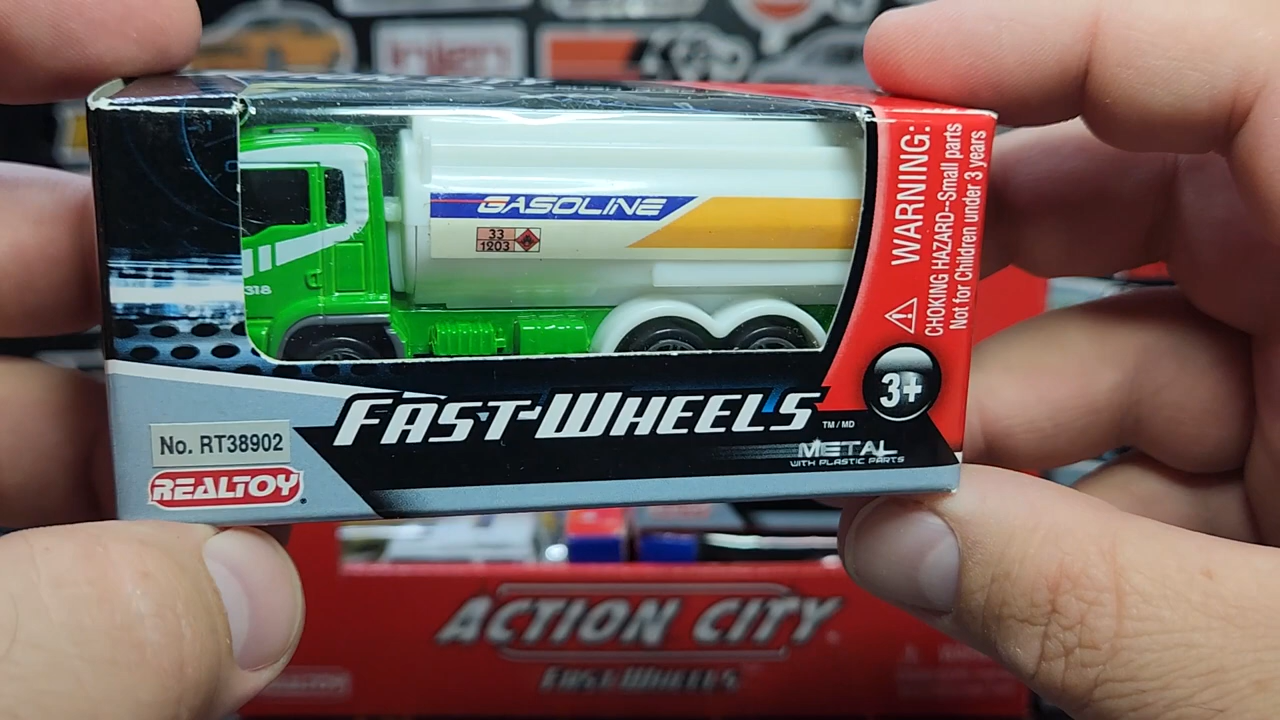 GASOLINE
33
1203
318
WARNING:
CHOKING HAZARD--Small parts
Not for Children under 3 years
3+
FAST-WHEELS
TM / MD
METAL
WITH PLASTIC PARTS
No. RT38902
REALTOY
ACTION CITY
FAST-WHEELS